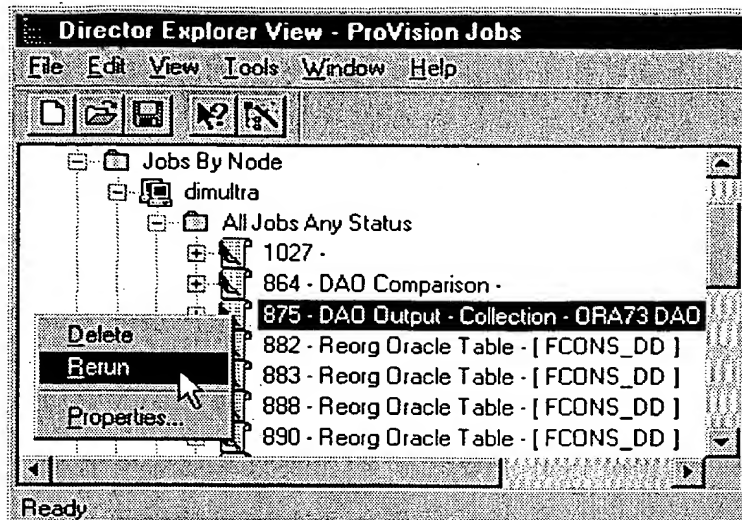 Director Explorer View - ProVision Jobs
File Edit View Tools Window Help
Jobs By Node
dimultra
All Jobs Any Status
1027 -
864 - DAO Comparison -
875 - DAO Output - Collection - ORA73 DAO
882 - Reorg Oracle Table - [ FCONS_DD ]
883 - Reorg Oracle Table - [ FCONS_DD ]
888 - Reorg Oracle Table - [ FCONS_DD ]
890 - Reorg Oracle Table - [ FCONS_DD ]
Delete
Rerun
Properties...
Ready